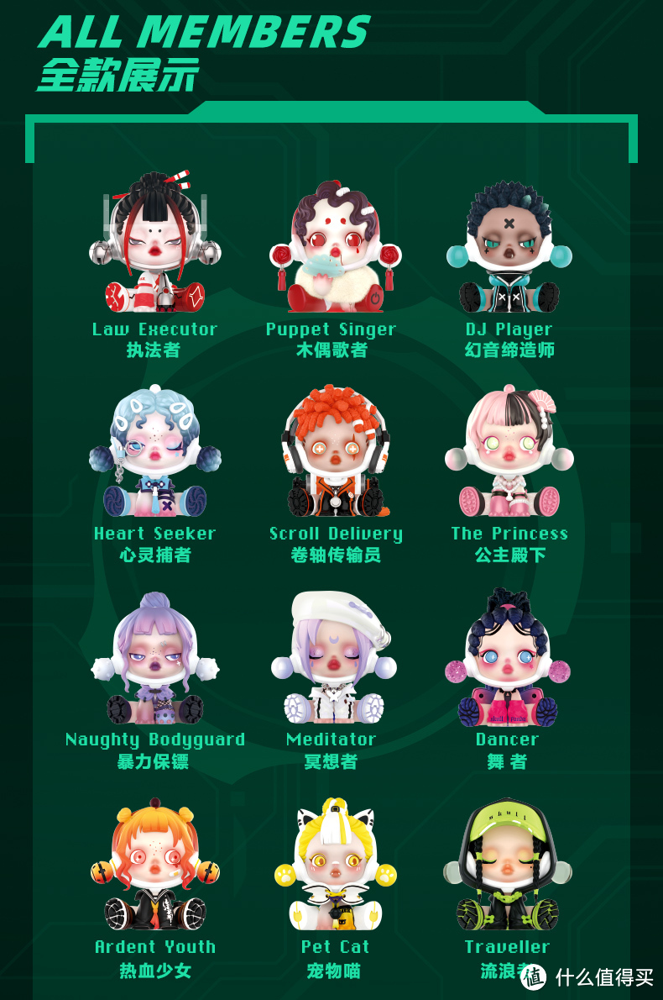 ALL MEMBERS
全款展示
Law Executor
执法者
Puppet Singer
木偶歌者
DJ Player
幻音缔造师
Heart Seeker
心灵捕者
Scroll Delivery
卷轴传输员
The Princess
公主殿下
Naughty Bodyguard
暴力保镖
Meditator
冥想者
Dancer
舞 者
skull
Ardent Youth
热血少女
Pet Cat
宠物喵
Traveller
流浪
值 什么值得买